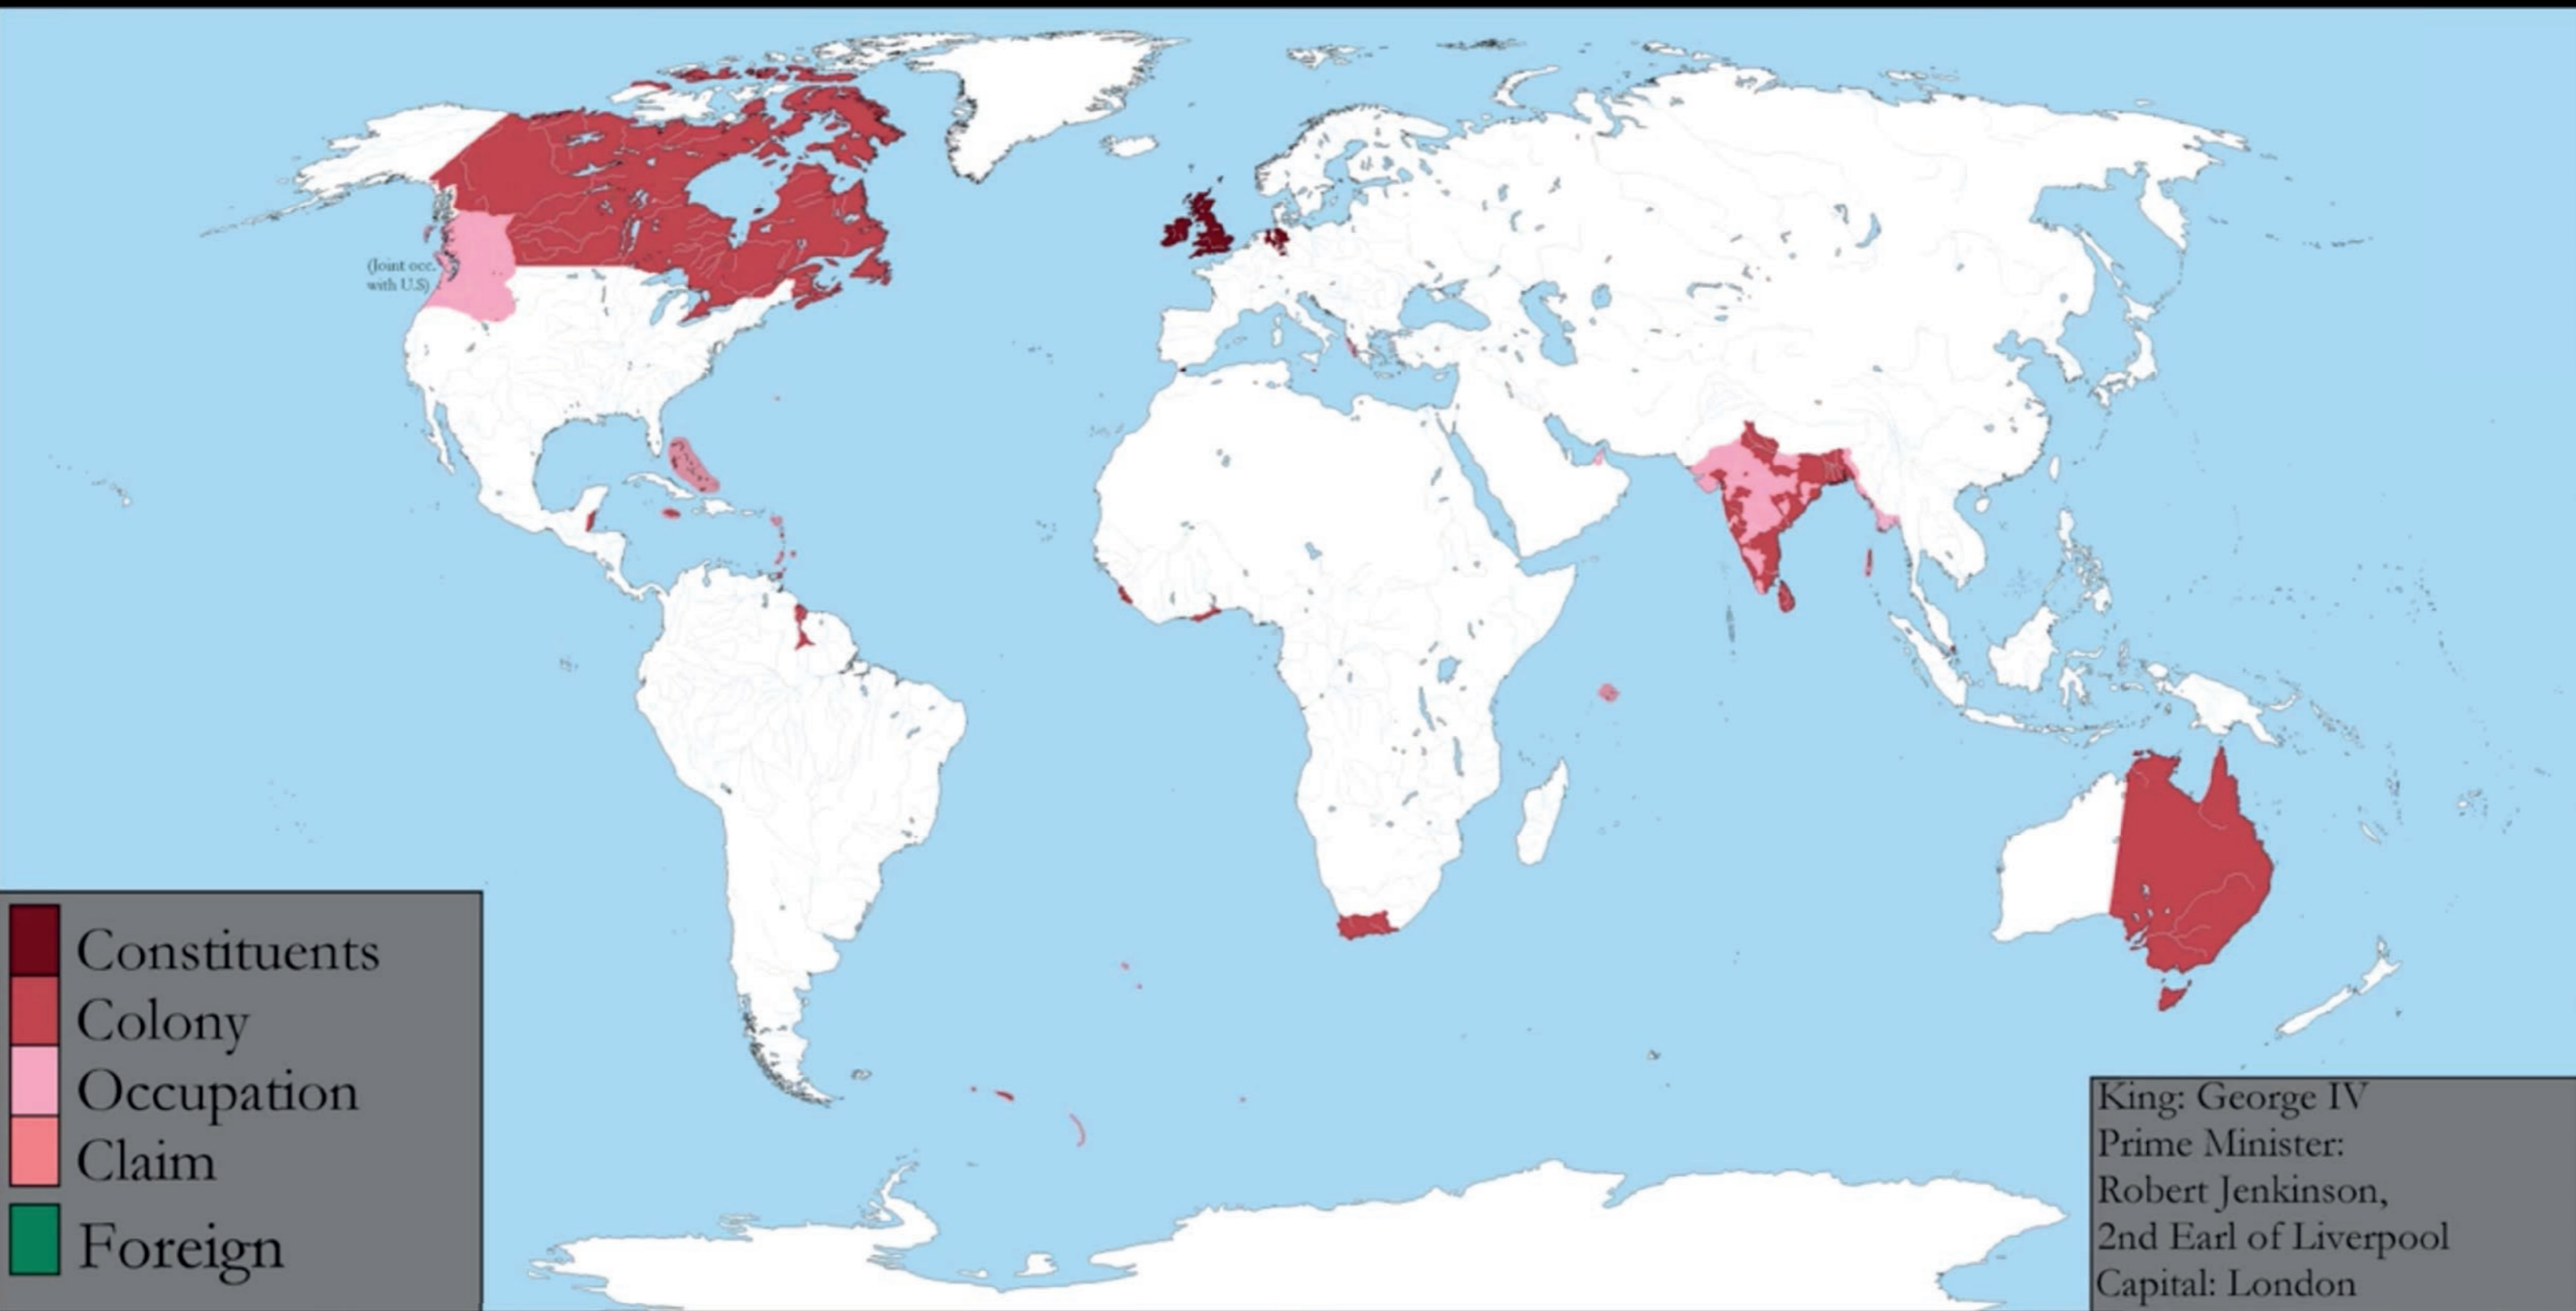 (Joint occ.
with U.S)
Constituents
Colony
Occupation
Claim
Foreign
King: George IV
Prime Minister:
Robert Jenkinson,
2nd Earl of Liverpool
Capital: London